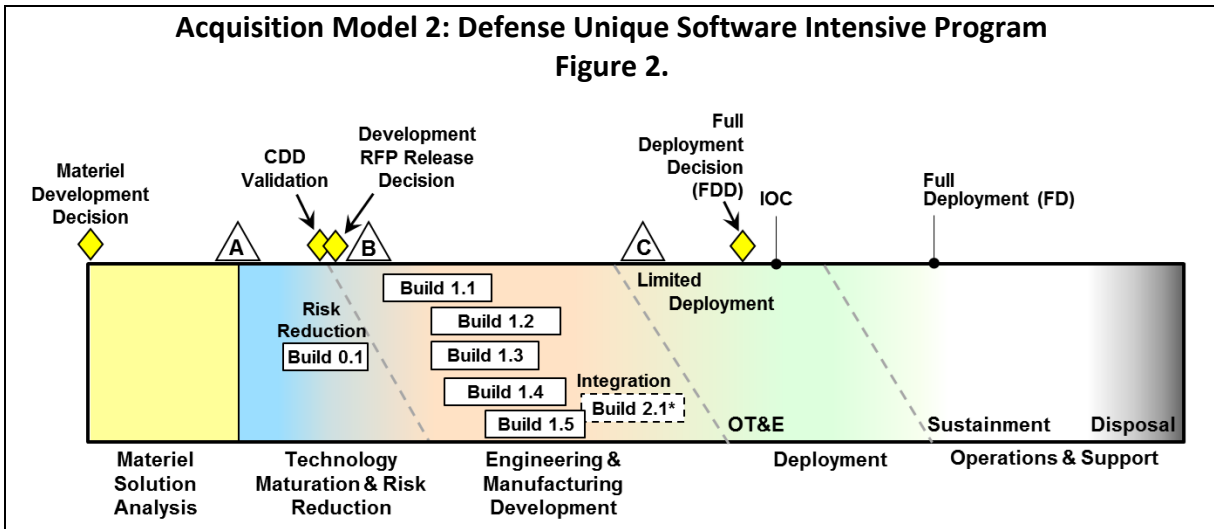 Acquisition Model 2: Defense Unique Software Intensive Program
Figure 2.
Materiel
Development
Decision
CDD
Validation
Development
RFP Release
Decision
Full
Deployment
Decision
(FDD)
IOC
Full
Deployment (FD)
A
B
C
Build 1.1
Limited
Deployment
Risk
Reduction
Build 0.1
Build 1.2
Build 1.3
Build 1.4
Integration
Build 2.1*
Build 1.5
OT&E
Sustainment
Disposal
Materiel
Solution
Analysis
Technology
Maturation & Risk
Reduction
Engineering &
Manufacturing
Development
Deployment
Operations & Support